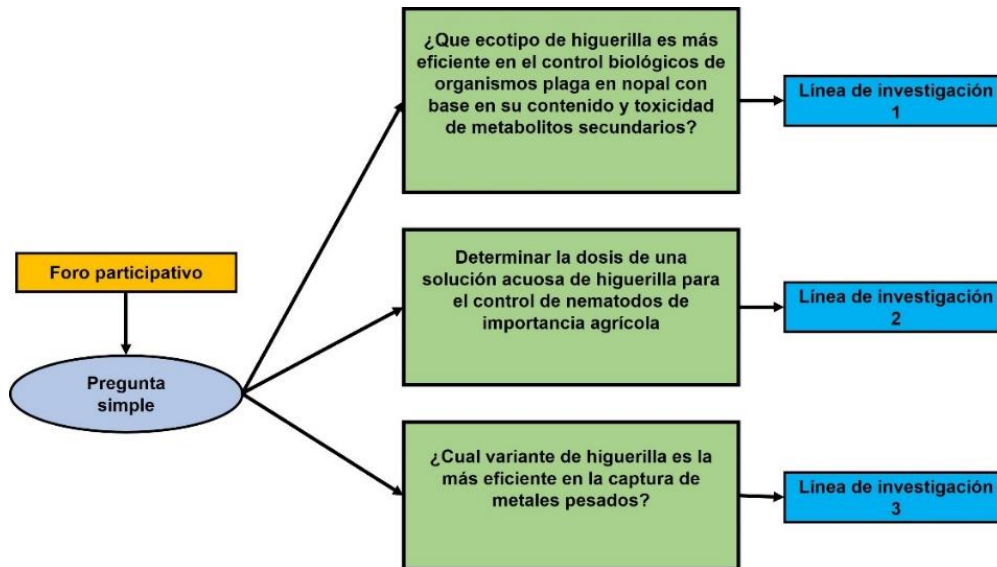 ¿Que ecotipo de higuerilla es más
eficiente en el control biológicos de
organismos plaga en nopal con
base en su contenido y toxicidad
de metabolitos secundarios?
Línea de investigación
1
Foro participativo
Pregunta
simple
Determinar la dosis de una
solución acuosa de higuerilla para
el control de nematodos de
importancia agrícola
Línea de investigación
2
¿Cual variante de higuerilla es la
más eficiente en la captura de
metales pesados?
Línea de investigación
3